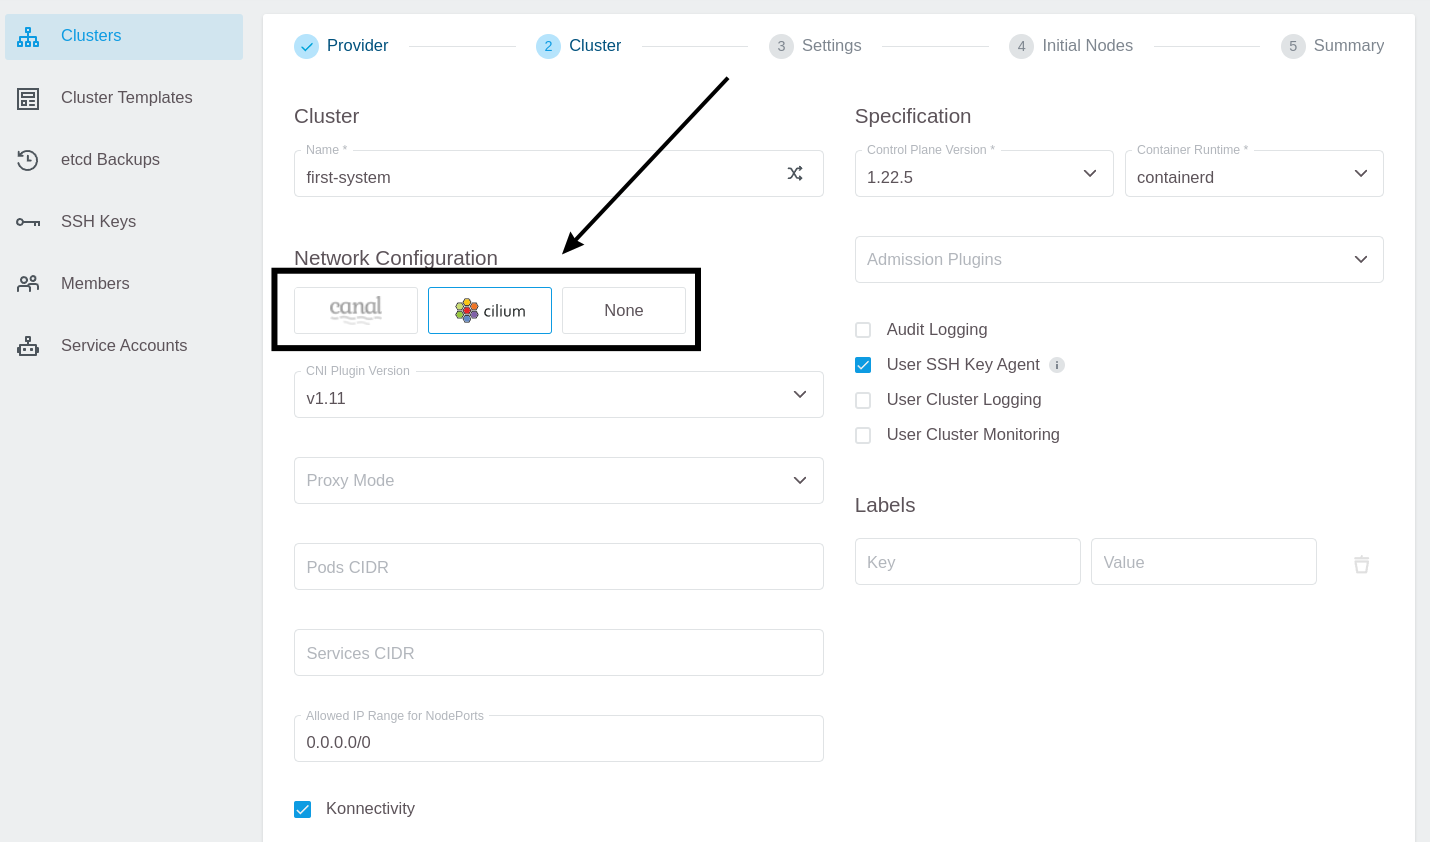 Clusters
Cluster Templates
etcd Backups
SSH Keys
Members
Service Accounts
Provider
2 Cluster
3 Settings
4 Initial Nodes
5 Summary
Cluster
Name *
first-system
Network Configuration
canal
cilium
None
CNI Plugin Version
v1.11
Proxy Mode
Pods CIDR
Services CIDR
Allowed IP Range for NodePorts
0.0.0.0/0
Konnectivity
Specification
Control Plane Version *
1.22.5
Container Runtime *
containerd
Admission Plugins
Audit Logging
User SSH Key Agent
User Cluster Logging
User Cluster Monitoring
Labels
Key
Value